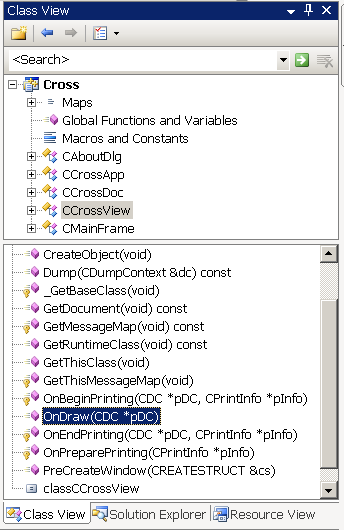 Class View
<Search>
Cross
Maps
Global Functions and Variables
Macros and Constants
CAboutDlg
CCrossApp
CCrossDoc
CCrossView
CMainFrame
CreateObject(void)
Dump(CDumpContext &dc) const
_GetBaseClass(void)
GetDocument(void) const
GetMessageMap(void) const
GetRuntimeClass(void) const
GetThisClass(void)
GetThisMessageMap(void)
OnBeginPrinting(CDC *pDC, CPrintInfo *pInfo)
OnDraw(CDC *pDC)
OnEndPrinting(CDC *pDC, CPrintInfo *pInfo)
OnPreparePrinting(CPrintInfo *pInfo)
PreCreateWindow(CREATESTRUCT &cs)
classCCrossView
Class View Solution Explorer Resource View